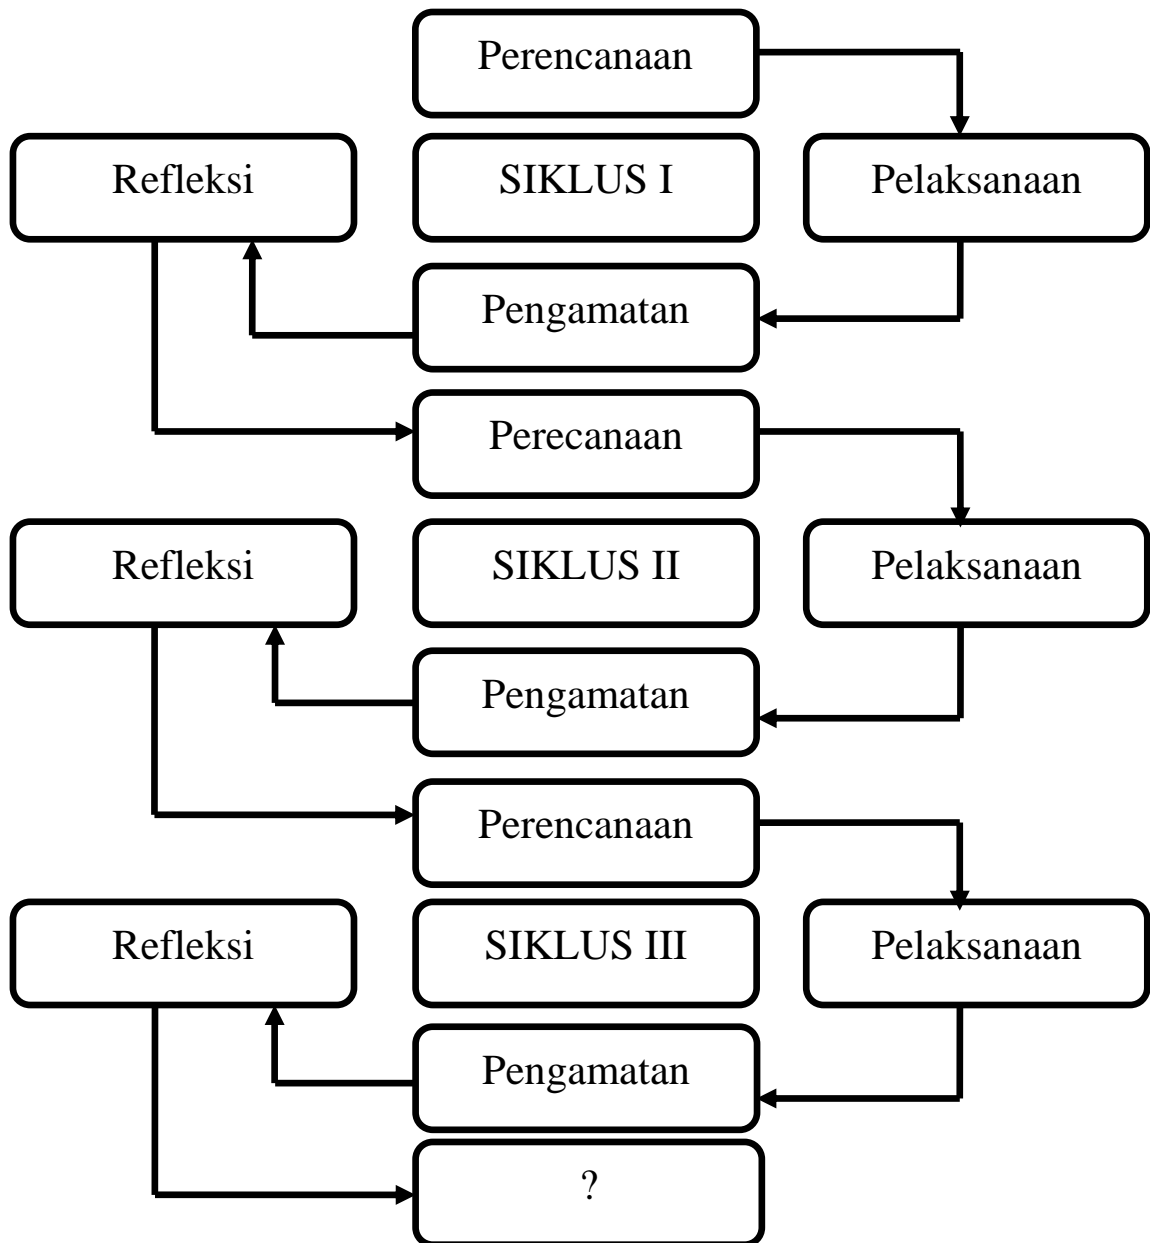 Perencanaan
Refleksi
SIKLUS I
Pelaksanaan
Pengamatan
Perecanaan
Refleksi
SIKLUS II
Pelaksanaan
Pengamatan
Perencanaan
Refleksi
SIKLUS III
Pelaksanaan
Pengamatan
?